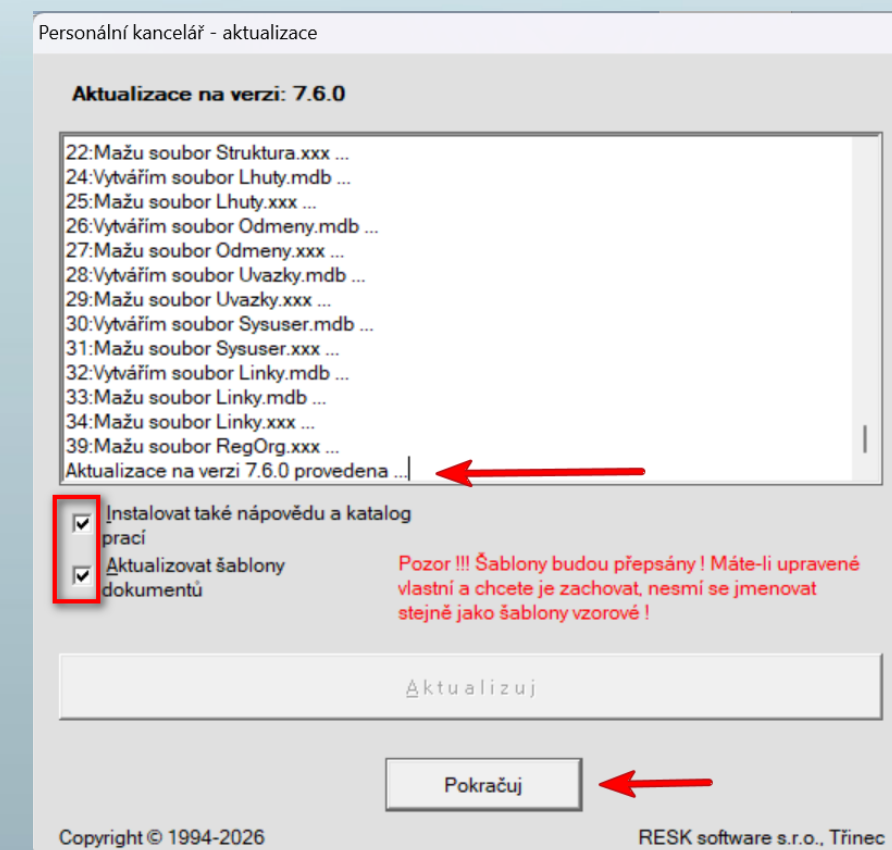 Personální kancelář - aktualizace
Aktualizace na verzi: 7.6.0
22:Mažu soubor Struktura.xxx ...
24:Vytvářím soubor Lhuty.mdb ...
25:Mažu soubor Lhuty.xxx ...
26:Vytvářím soubor Odmeny.mdb ...
27:Mažu soubor Odmeny.xxx ...
28:Vytvářím soubor Uvazky.mdb ...
29:Mažu soubor Uvazky.xxx ...
30:Vytvářím soubor Sysuser.mdb ...
31:Mažu soubor Sysuser.xxx ...
32:Vytvářím soubor Linky.mdb ...
33:Mažu soubor Linky.mdb ...
34:Mažu soubor Linky.xxx ...
39:Mažu soubor RegOrg.xxx ...
Aktualizace na verzi 7.6.0 provedena ...
Instalovat také nápovědu a katalog
prací
Aktualizovat šablony
dokumentů
Pozor !!! Šablony budou přepsány ! Máte-li upravené
vlastní a chcete je zachovat, nesmí se jmenovat
stejně jako šablony vzorové !
Aktualizuj
Pokračuj
Copyright © 1994-2026
RESK software s.r.o., Třinec